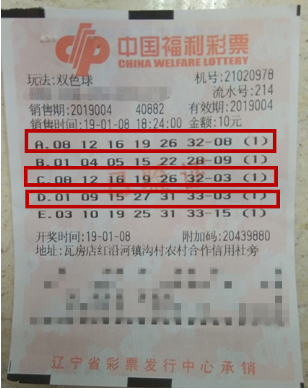 中国福利彩票
CHINA WELFARE LOTTERY
玩法:双色球 机号:21020978
流水号:214
销售期:2019004 40882 有效期:2019004
销售时间:19-01-08 18:24:00 金额:10元
A.08 12 16 19 26 32-08 (1)
B.01 04 05 15 22 28-09 (1)
C.08 12 16 19 26 32-03 (1)
D.01 09 15 27 31 33-03 (1)
E.03 10 19 25 31 33-15 (1)
开奖时间:19-01-08 附加码:20439880
地址:瓦房店红沿河镇沟村农村合作信用社旁
辽宁省彩票发行中心承销